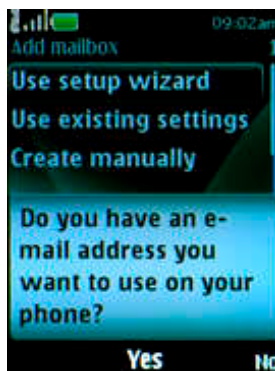 09:02am
Add mailbox
Use setup wizard
Use existing settings
Create manually
Do you have an e-
mail address you
want to use on your
phone?
Yes
No